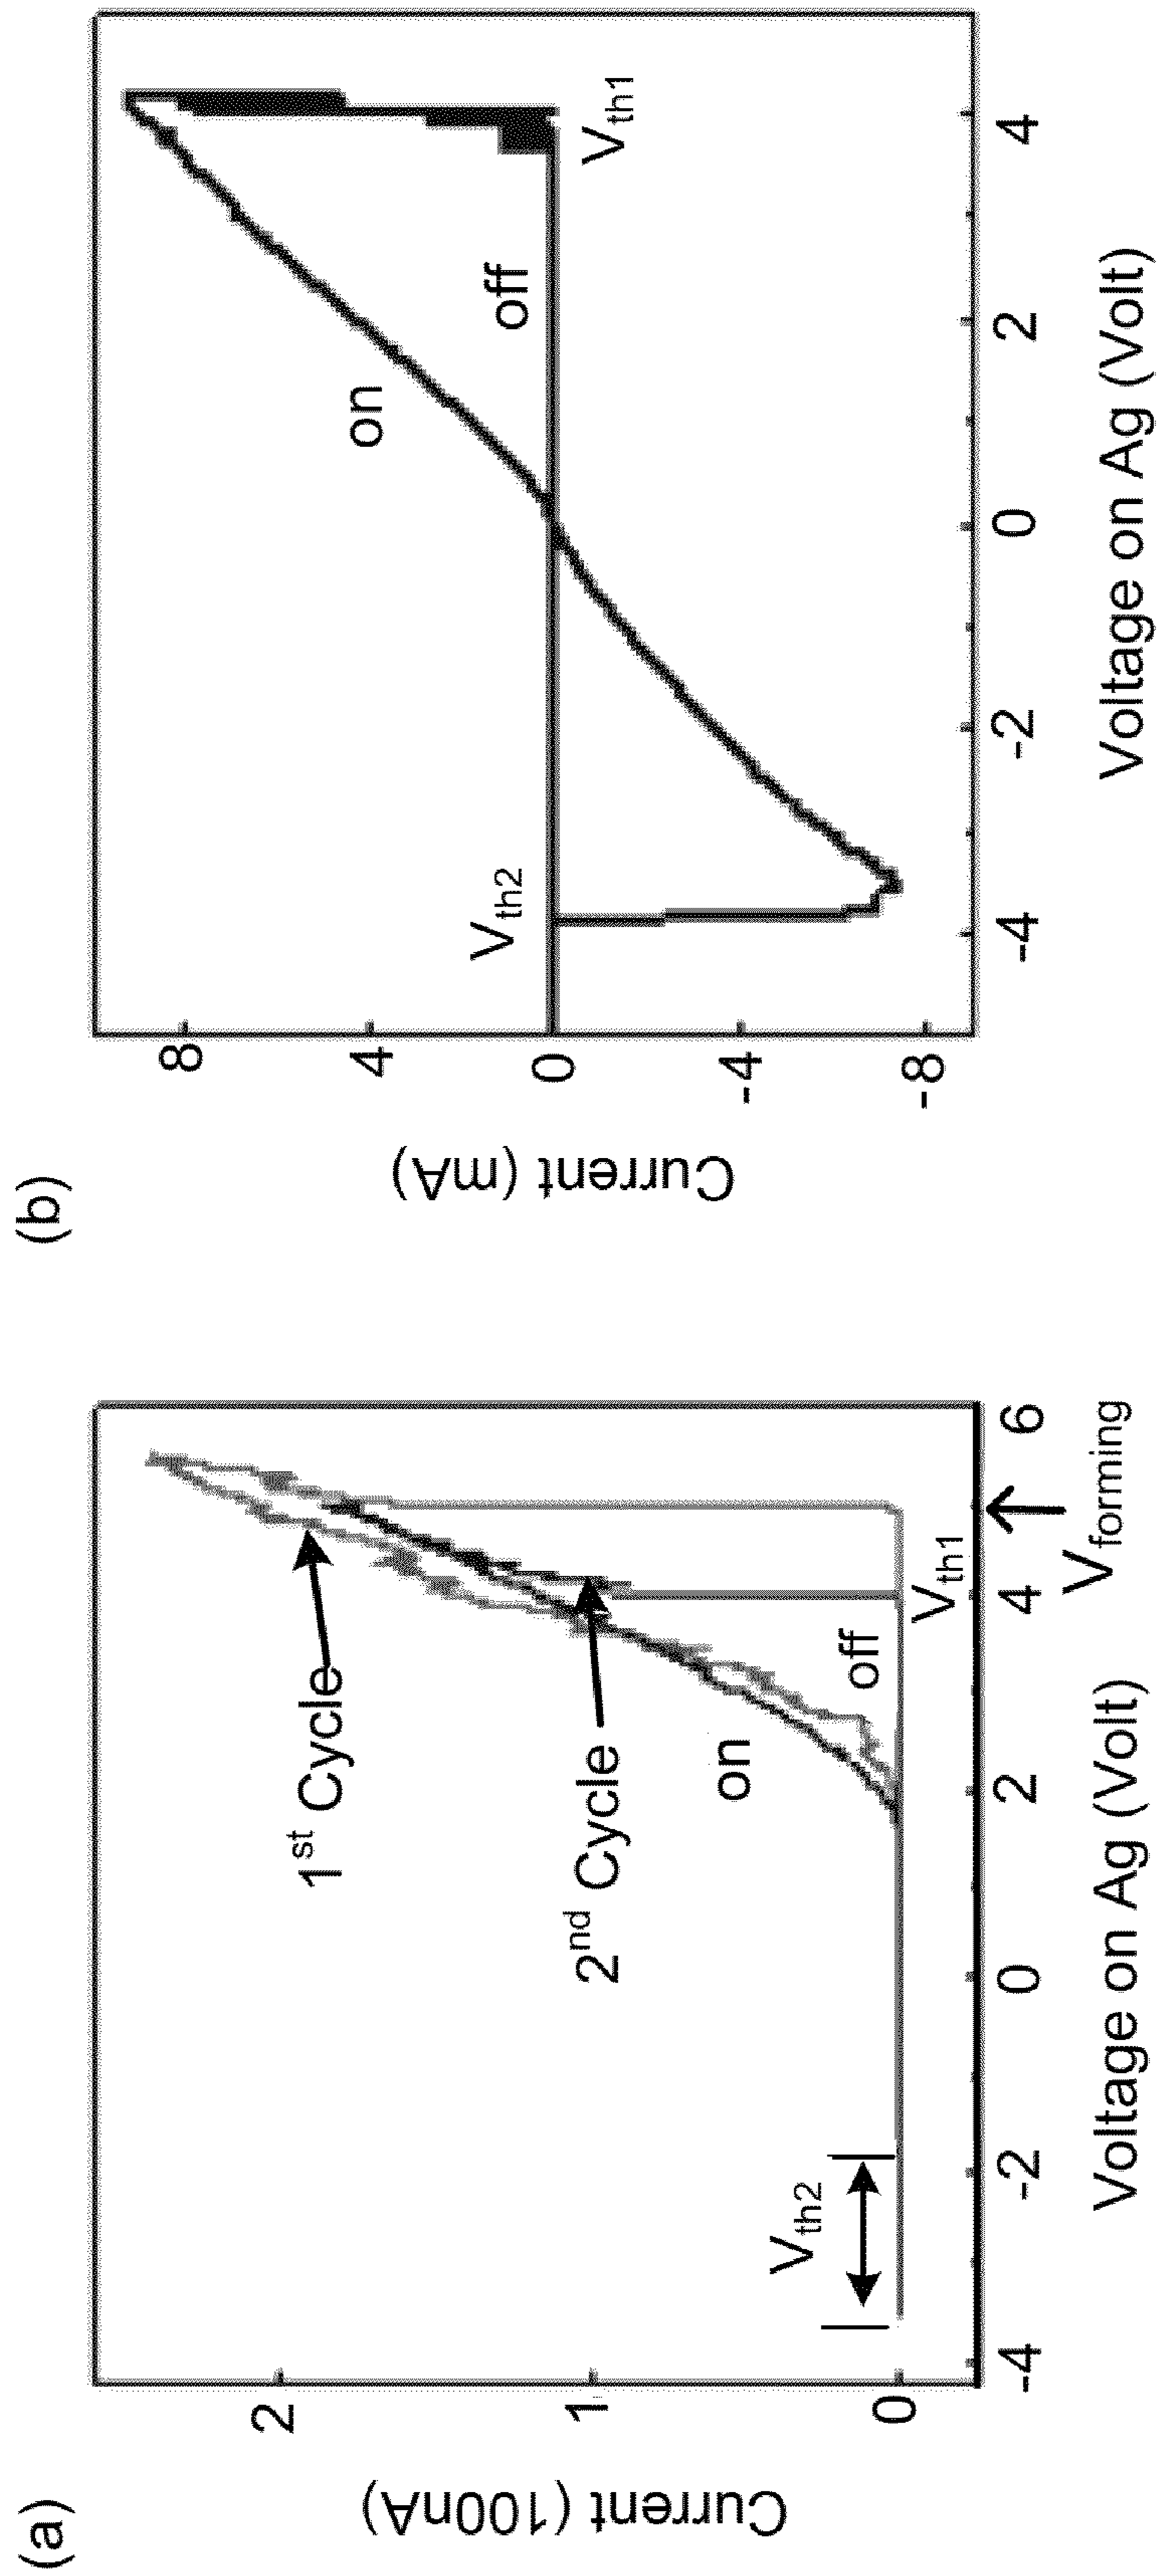 (a)
Current (100nA)
2
1
0
1st Cycle
2nd Cycle
on
off
Vth2
Vth1
-4
-2
0
2
4
6
Vforming
Voltage on Ag (Volt)
(b)
Current (mA)
8
4
0
-4
-8
on
off
Vth2
Vth1
-4
-2
0
2
4
Voltage on Ag (Volt)